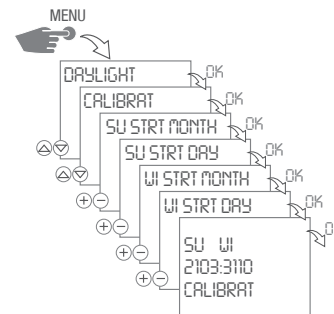 MENU
DAYLIGHT
OK
CALIBRAT
OK
SU STRT MONTH
OK
SU STRT DAY
OK
WI STRT MONTH
OK
WI STRT DAY
OK
SU WI
2103:3110
CALIBRAT